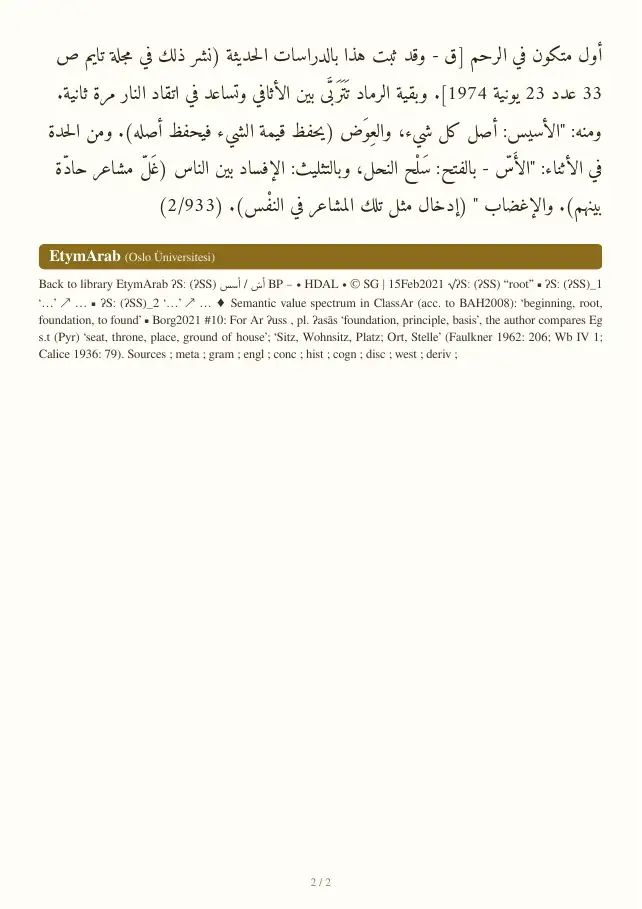 أول متكون في الرحم [ق - وقد ثبت هذا بالدراسات الحديثة (نشر ذلك في مجلة تايم ص
33 عدد 23 يونية 1974]. وبقية الرماد تَتَرَبَّى بين الأثافي وتساعد في اتقاد النار مرة ثانية.
ومنه: "الأسيس: أصل كل شيء، والعِوَض (يحفظ قيمة الشيء فيحفظ أصله). ومن الحدة
في الأثناء: "الأَسّ - بالفتح: سَلْح النحل، وبالتثليث: الإفساد بين الناس (غَلّ مشاعر حادّة
بينهم). والإغضاب " (إدخال مثل تلك المشاعر في النفْس). (2/933)
EtymArab (Oslo Üniversitesi)
Back to library EtymArab ʔS: (ʔSS) أسس / أسّ BP – • HDAL • © SG | 15Feb2021 √ʔS: (ʔSS) “root” ▪ ʔS: (ʔSS)_1
‘…’ ↗ … ▪ ʔS: (ʔSS)_2 ‘…’ ↗ … ♦ Semantic value spectrum in ClassAr (acc. to BAH2008): ‘beginning, root,
foundation, to found’ ▪ Borg2021 #10: For Ar ʔuss , pl. ʔasās ‘foundation, principle, basis’, the author compares Eg
s.t (Pyr) ‘seat, throne, place, ground of house’; ‘Sitz, Wohnsitz, Platz; Ort, Stelle’ (Faulkner 1962: 206; Wb IV 1;
Calice 1936: 79). Sources ; meta ; gram ; engl ; conc ; hist ; cogn ; disc ; west ; deriv ;
2 / 2